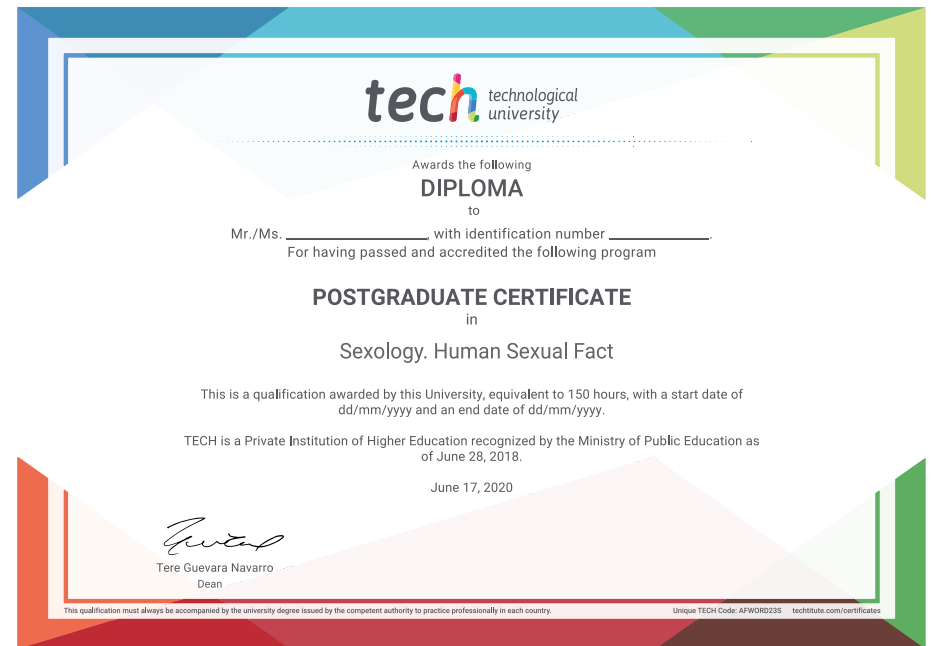 tech technological
university
Awards the following
DIPLOMA
to
Mr./Ms. ____________________, with identification number ______________.
For having passed and accredited the following program
POSTGRADUATE CERTIFICATE
in
Sexology. Human Sexual Fact
This is a qualification awarded by this University, equivalent to 150 hours, with a start date of
dd/mm/yyyy and an end date of dd/mm/yyyy.
TECH is a Private Institution of Higher Education recognized by the Ministry of Public Education as
of June 28, 2018.
June 17, 2020
Tere Guevara Navarro
Dean
This qualification must always be accompanied by the university degree issued by the competent authority to practice professionally in each country.
Unique TECH Code: AFWORD23S techtitute.com/certificates